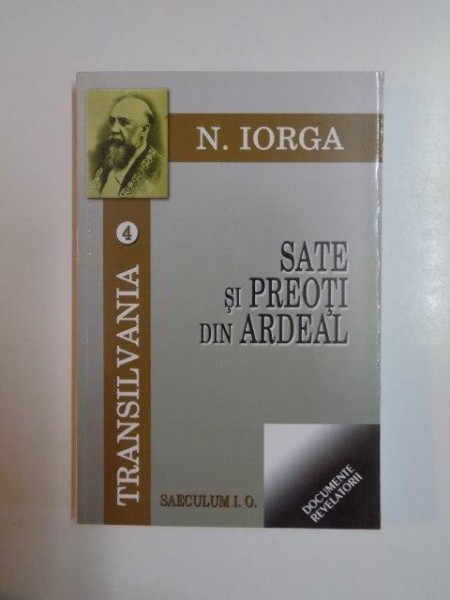 N. IORGA
TRANSILVANIA 4
SATE
ŞI PREOŢI
DIN ARDEAL
SAECULUM I. O.
DOCUMENTE
REVELATORII